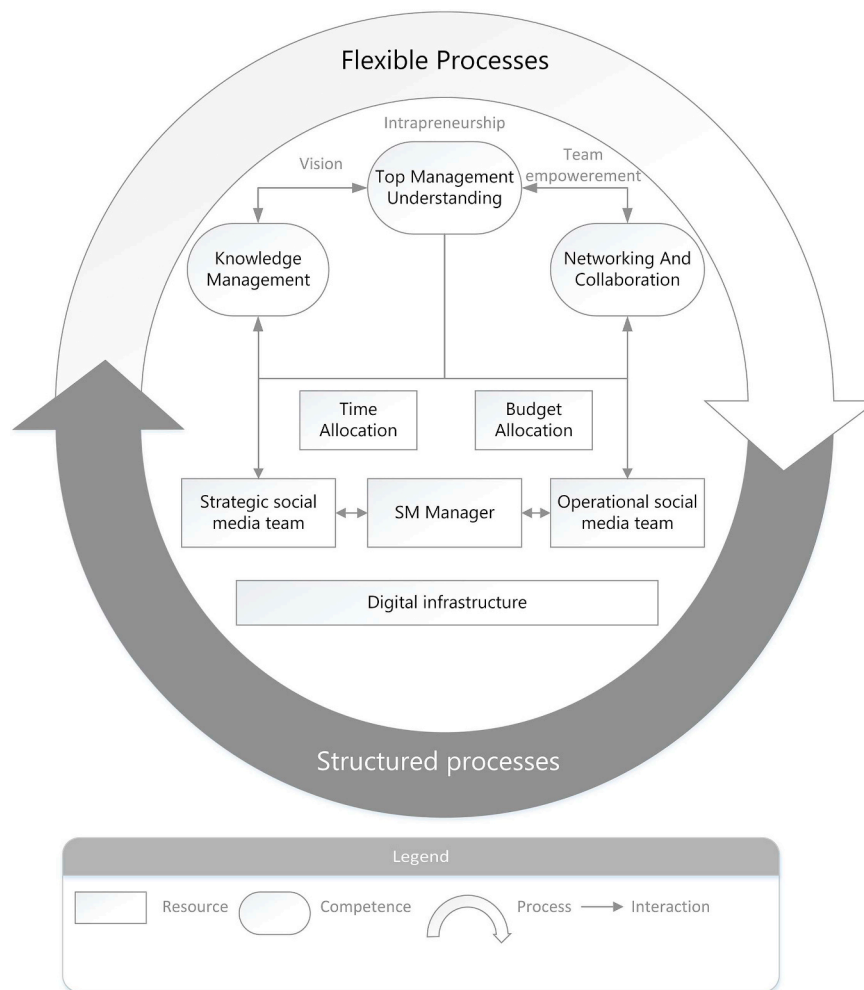 Flexible Processes
Intrapreneurship
Vision
Team
empowerement
Top Management
Understanding
Knowledge
Management
Networking And
Collaboration
Time
Allocation
Budget
Allocation
Strategic social
media team
SM Manager
Operational social
media team
Digital infrastructure
Structured processes
Legend
Resource
Competence
Process
Interaction